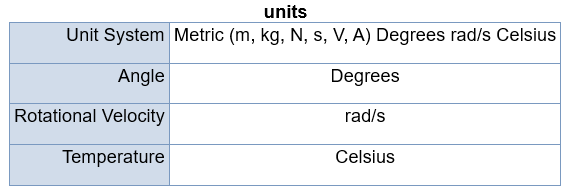 units
Unit System Metric (m, kg, N, s, V, A) Degrees rad/s Celsius
Angle Degrees
Rotational Velocity rad/s
Temperature Celsius